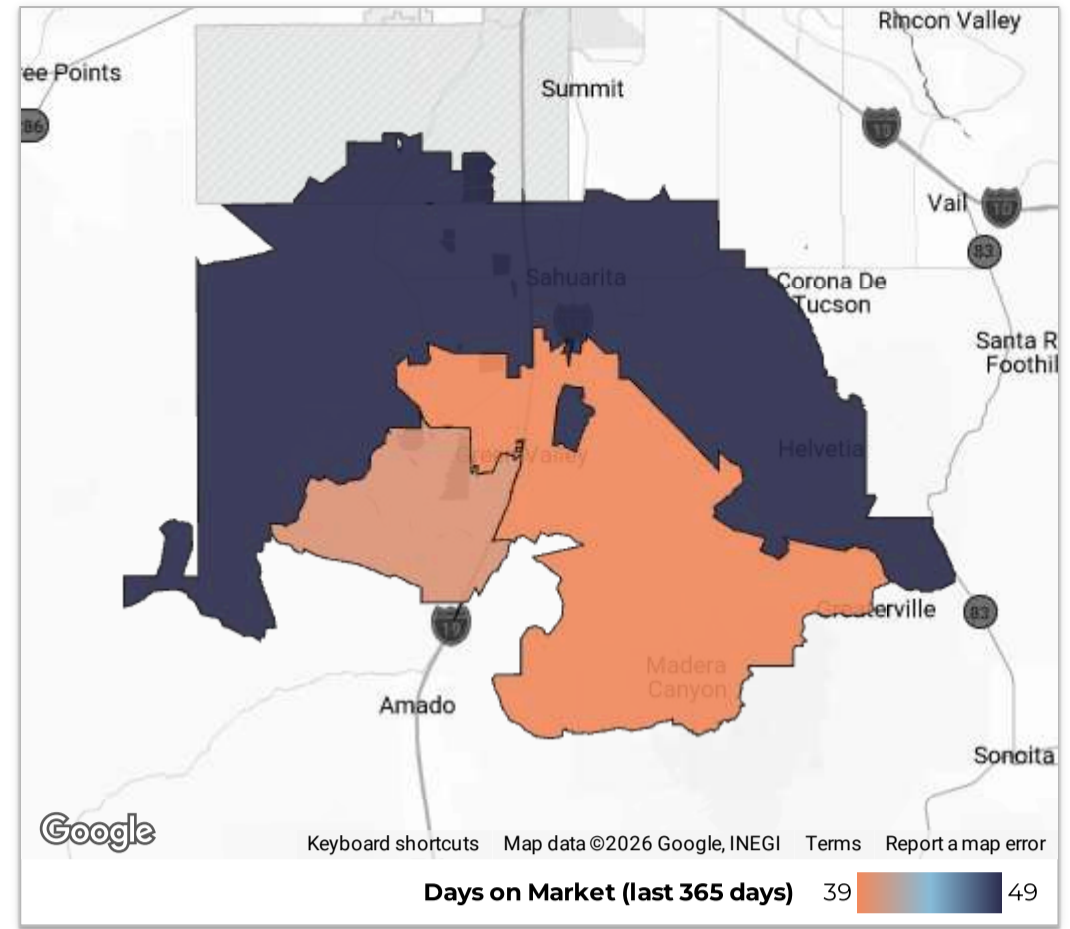 Rincon Valley
ee Points
Summit
86
10
Vail
10
83
Sahuarita
Corona De
Tucson
Santa R
Foothil
Green Valley
Helvetia
Greaterville
83
19
Madera
Canyon
Amado
Sonoita
Google
Keyboard shortcuts Map data ©2026 Google, INEGI Terms Report a map error
Days on Market (last 365 days) 39 49